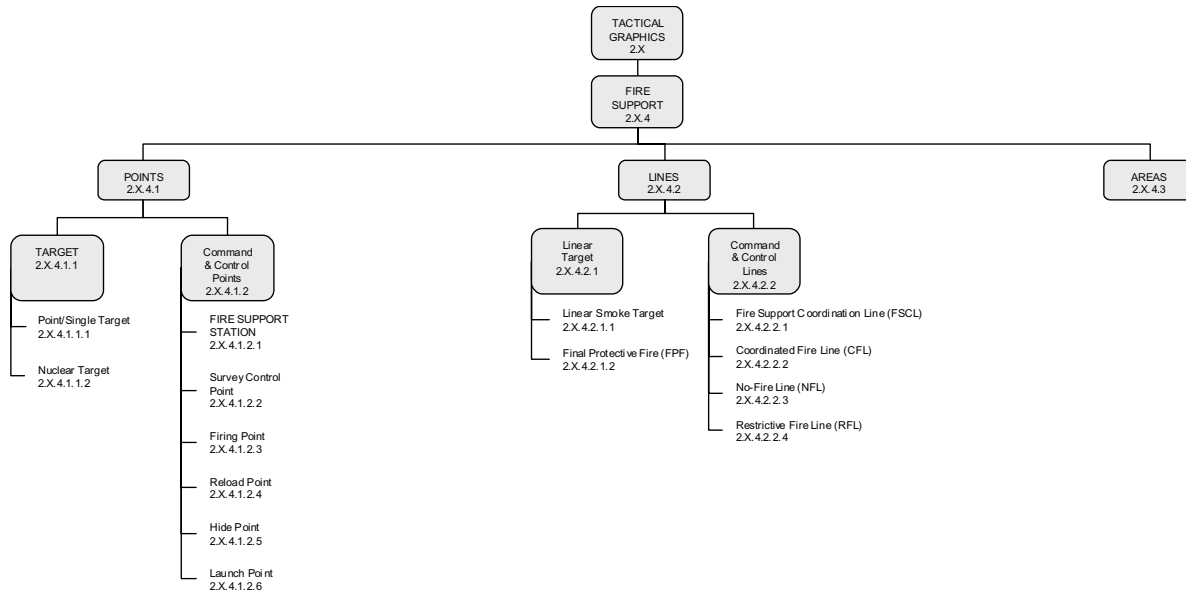 TACTICAL
GRAPHICS
2.X
FIRE
SUPPORT
2.X.4
POINTS
2.X.4.1
LINES
2.X.4.2
AREAS
2.X.4.3
TARGET
2.X.4.1.1
Point/Single Target
2.X.4.1.1.1
Nuclear Target
2.X.4.1.1.2
Command
& Control
Points
2.X.4.1.2
FIRE SUPPORT
STATION
2.X.4.1.2.1
Survey Control
Point
2.X.4.1.2.2
Firing Point
2.X.4.1.2.3
Reload Point
2.X.4.1.2.4
Hide Point
2.X.4.1.2.5
Launch Point
2.X.4.1.2.6
Linear
Target
2.X.4.2.1
Linear Smoke Target
2.X.4.2.1.1
Final Protective Fire (FPF)
2.X.4.2.1.2
Command
& Control
Lines
2.X.4.2.2
Fire Support Coordination Line (FSCL)
2.X.4.2.2.1
Coordinated Fire Line (CFL)
2.X.4.2.2.2
No-Fire Line (NFL)
2.X.4.2.2.3
Restrictive Fire Line (RFL)
2.X.4.2.2.4